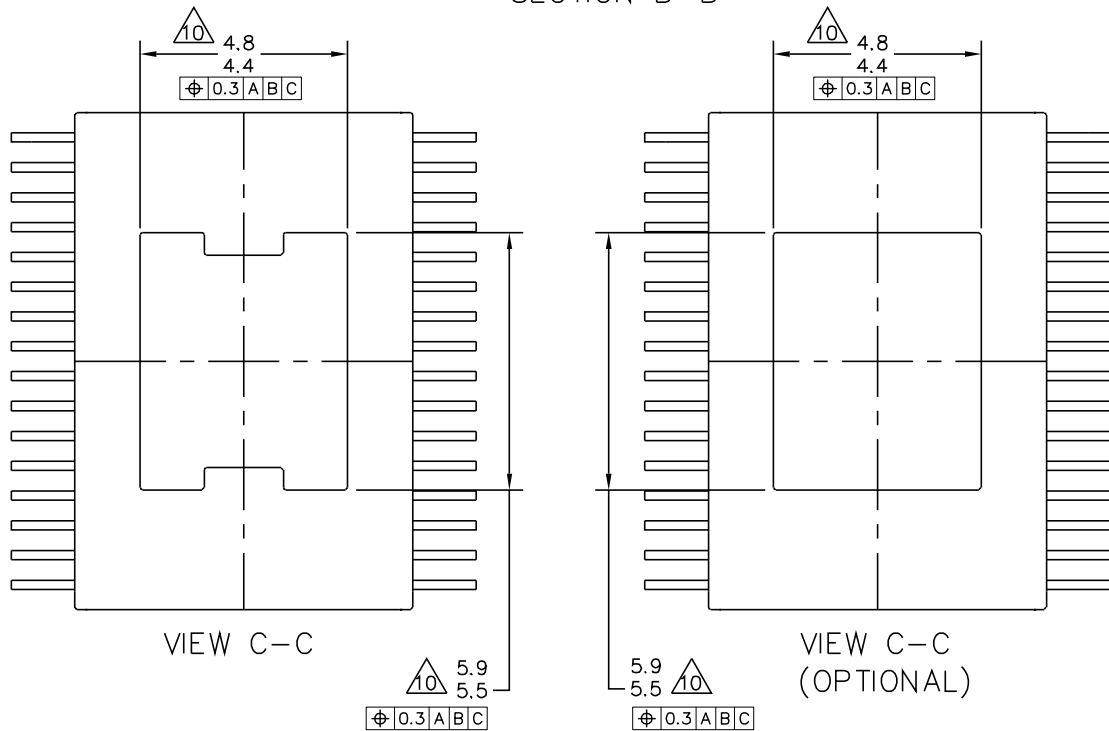 10 4.8
4.4
⌖ 0.3 A B C
10 4.8
4.4
⌖ 0.3 A B C
VIEW C-C
VIEW C-C
(OPTIONAL)
10 5.9
5.5
⌖ 0.3 A B C
5.9
5.5 10
⌖ 0.3 A B C